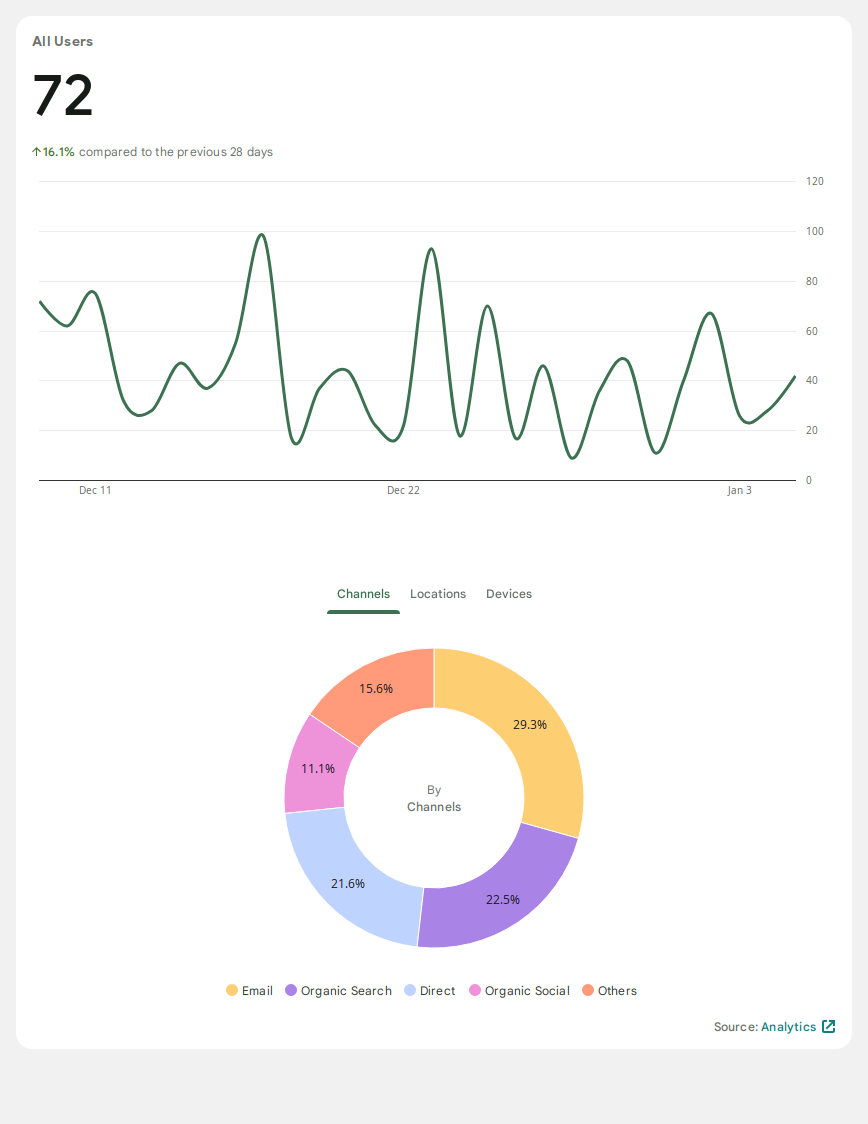 All Users
72
↑16.1% compared to the previous 28 days
120
100
80
60
40
20
0
Dec 11 Dec 22 Jan 3
Channels Locations Devices
15.6%
29.3%
11.1%
By
Channels
21.6%
22.5%
Email Organic Search Direct Organic Social Others
Source: Analytics